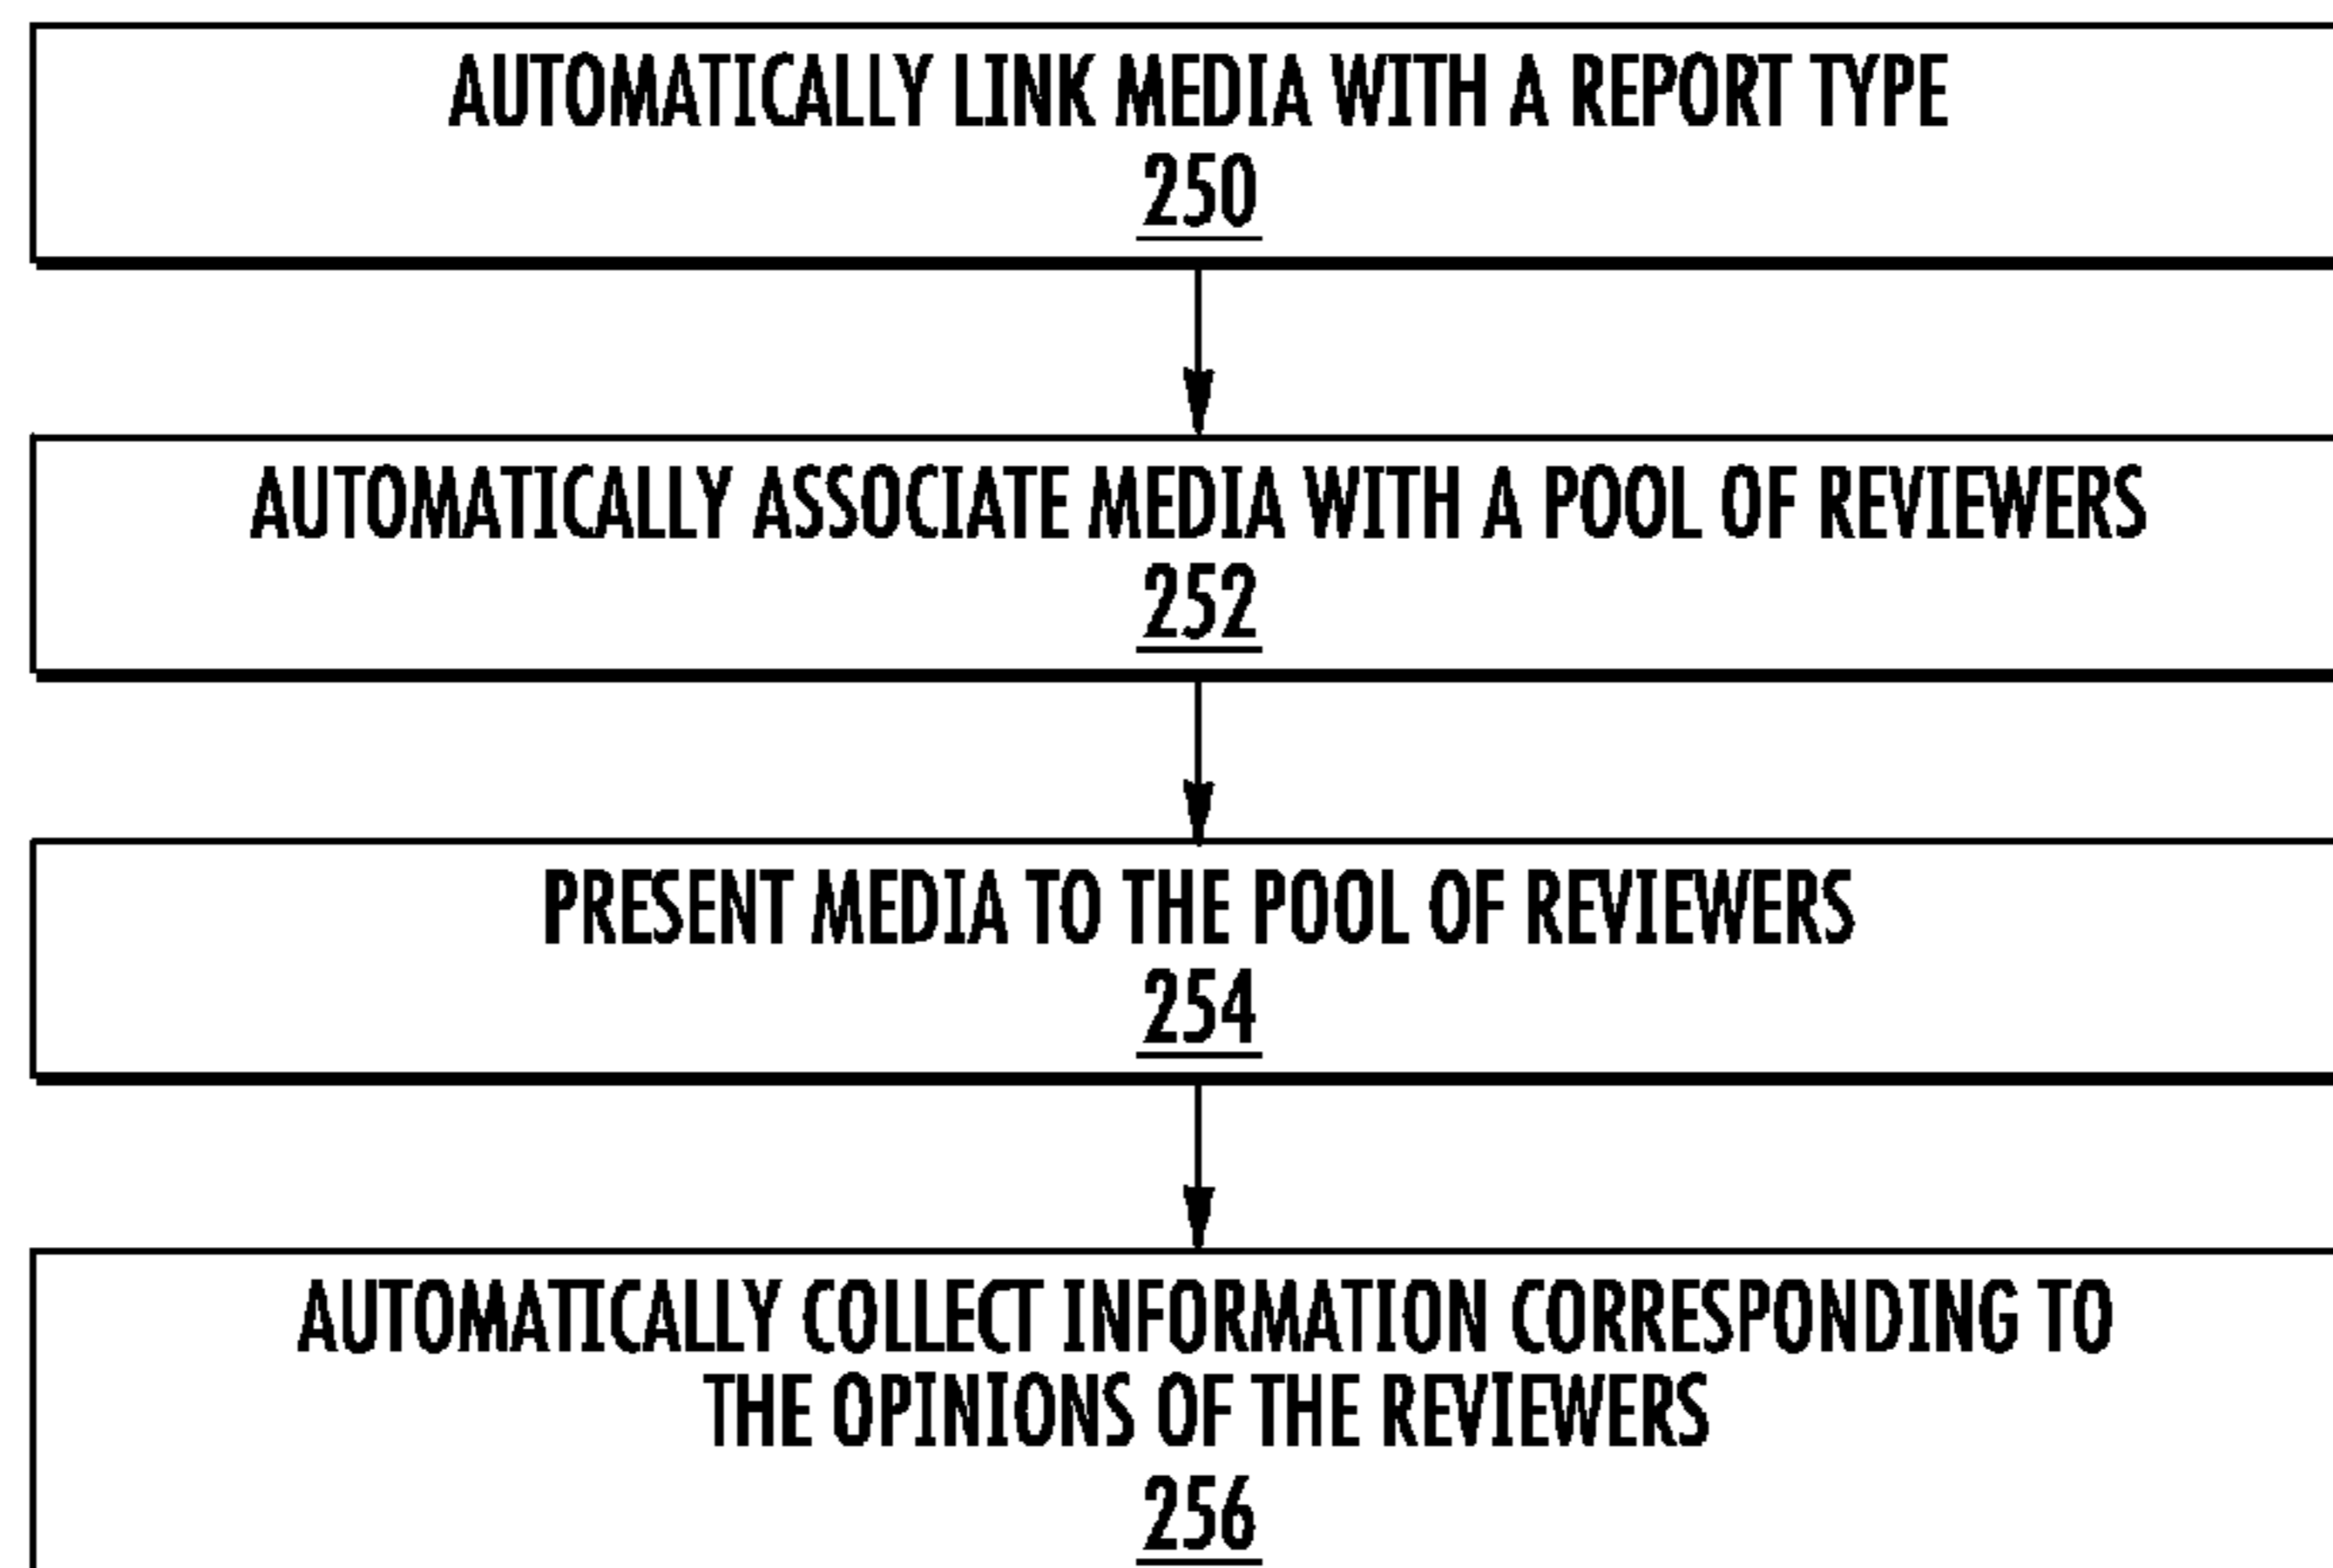 AUTOMATICALLY LINK MEDIA WITH A REPORT TYPE
250
AUTOMATICALLY ASSOCIATE MEDIA WITH A POOL OF REVIEWERS
252
PRESENT MEDIA TO THE POOL OF REVIEWERS
254
AUTOMATICALLY COLLECT INFORMATION CORRESPONDING TO
THE OPINIONS OF THE REVIEWERS
256